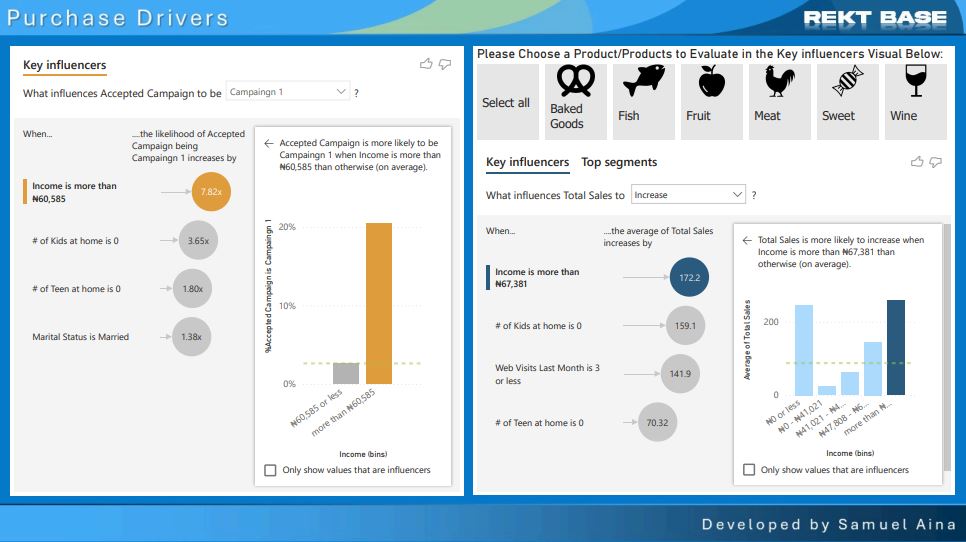 Purchase Drivers
REKT BASE
Key influencers
What influences Accepted Campaign to be
Campaingn 1
?
When...
....the likelihood of Accepted
Campaign being
Campaingn 1 increases by
Income is more than
₦60,585
7.82x
# of Kids at home is 0
3.65x
# of Teen at home is 0
1.80x
Marital Status is Married
1.38x
Accepted Campaign is more likely to be
Campaingn 1 when Income is more than
₦60,585 than otherwise (on average).
%Accepted Campaign is Campaingn 1
20%
10%
0%
₦60,585 or less
more than ₦60,585
Income (bins)
Only show values that are influencers
Please Choose a Product/Products to Evaluate in the Key influencers Visual Below:
Select all
Baked
Goods
Fish
Fruit
Meat
Sweet
Wine
Key influencers
Top segments
What influences Total Sales to
Increase
?
When...
....the average of Total Sales
increases by
Income is more than
₦67,381
172.2
# of Kids at home is 0
159.1
Web Visits Last Month is 3
or less
141.9
# of Teen at home is 0
70.32
Total Sales is more likely to increase when
Income is more than ₦67,381 than
otherwise (on average).
Average of Total Sales
200
0
₦0 or less
₦0 - ₦41,021
₦41,021 - ₦4...
₦47,808 - ₦6...
more than ₦...
Income (bins)
Only show values that are influencers
Developed by Samuel Aina